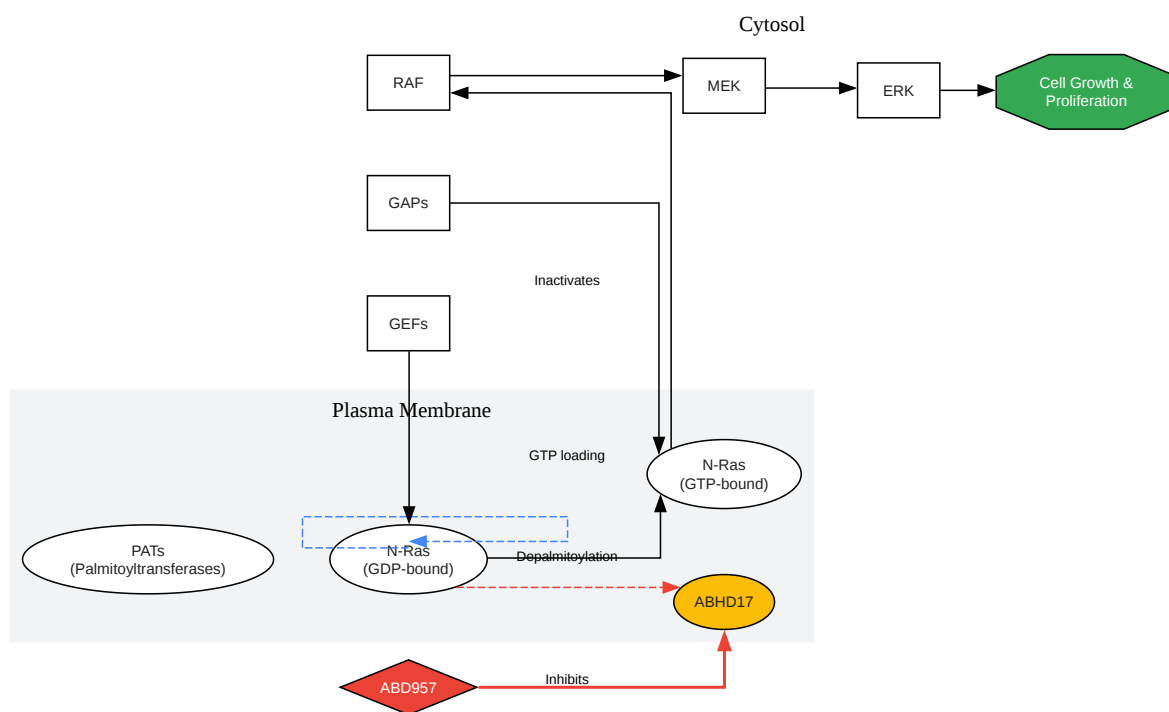 Cytosol
RAF
MEK
ERK
Cell Growth &
Proliferation
GAPs
Inactivates
GEFs
Plasma Membrane
GTP loading
N-Ras
(GTP-bound)
PATs
(Palmitoyltransferases)
N-Ras
(GDP-bound)
Depalmitoylation
ABHD17
ABD957
Inhibits